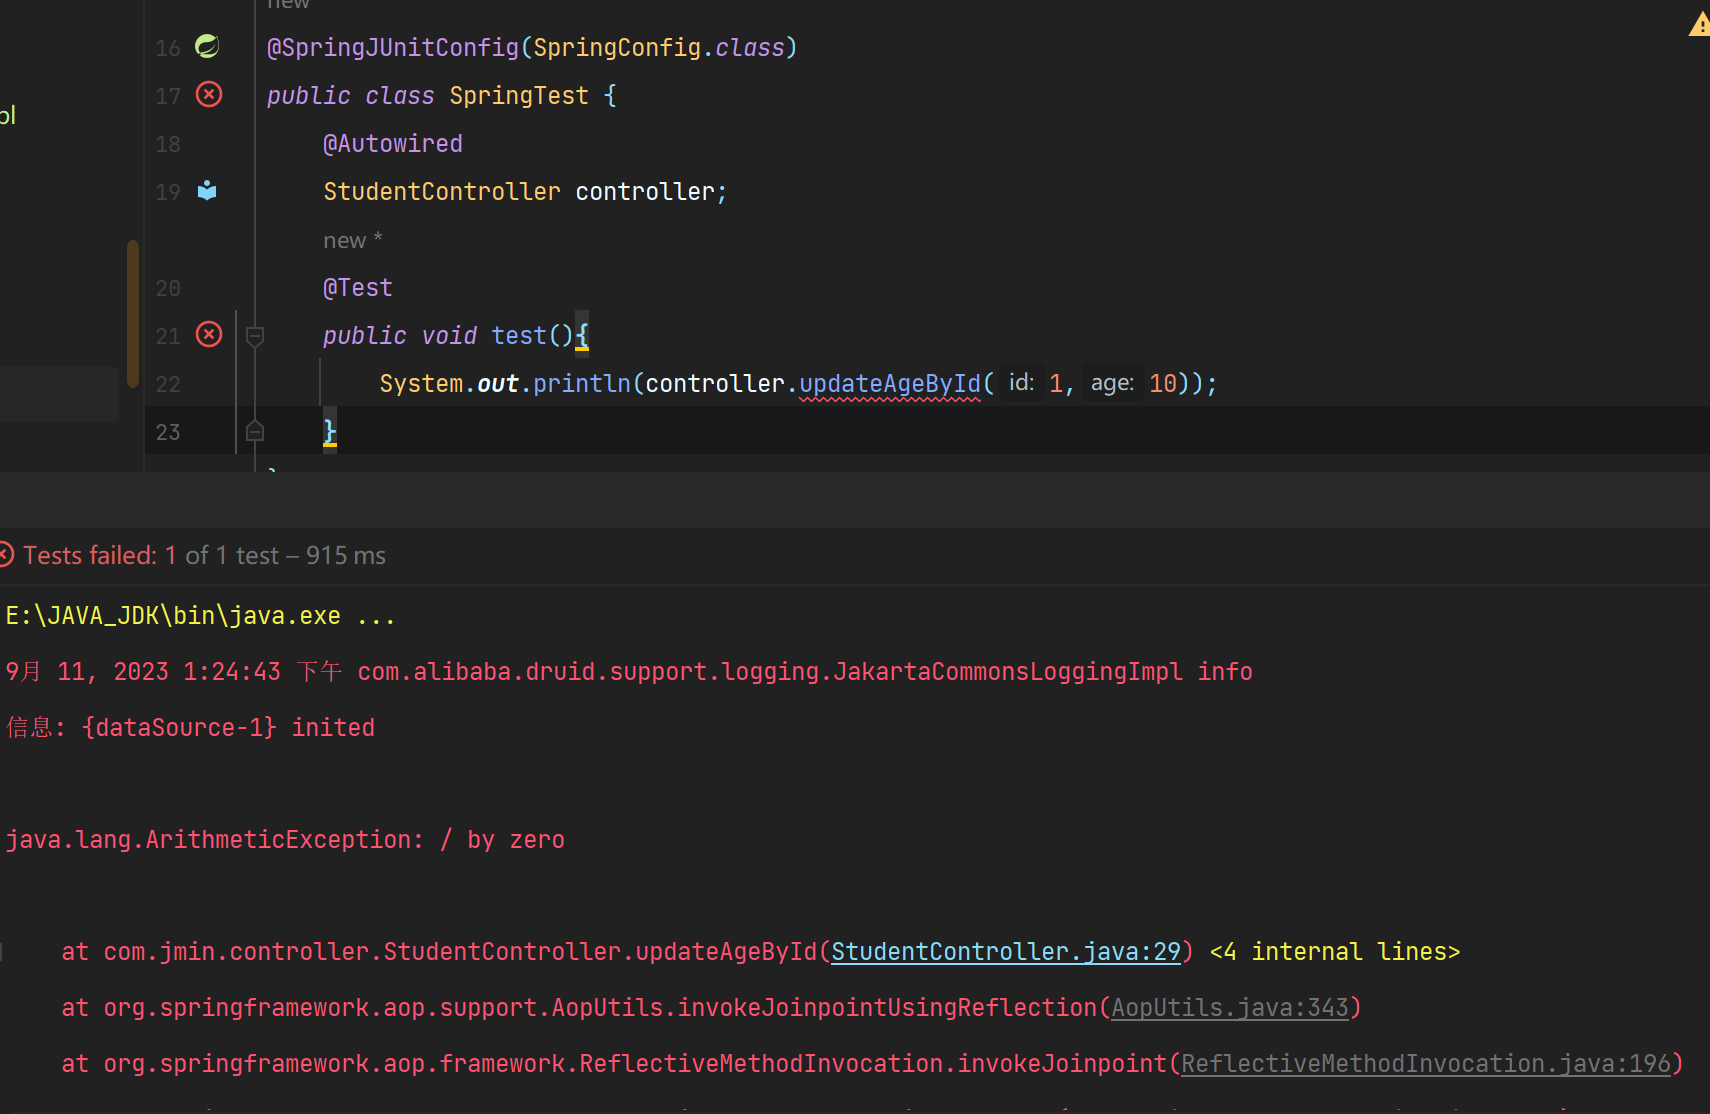 new
16 @SpringJUnitConfig(SpringConfig.class)
pl
17 public class SpringTest {
18 @Autowired
19 StudentController controller;
new *
20 @Test
21 public void test(){
22 System.out.println(controller.updateAgeById( id: 1, age: 10));
23 }
}
Tests failed: 1 of 1 test – 915 ms
E:\JAVA_JDK\bin\java.exe ...
9月 11, 2023 1:24:43 下午 com.alibaba.druid.support.logging.JakartaCommonsLoggingImpl info
信息: {dataSource-1} inited
java.lang.ArithmeticException: / by zero
at com.jmin.controller.StudentController.updateAgeById(StudentController.java:29) <4 internal lines>
at org.springframework.aop.support.AopUtils.invokeJoinpointUsingReflection(AopUtils.java:343)
at org.springframework.aop.framework.ReflectiveMethodInvocation.invokeJoinpoint(ReflectiveMethodInvocation.java:196)